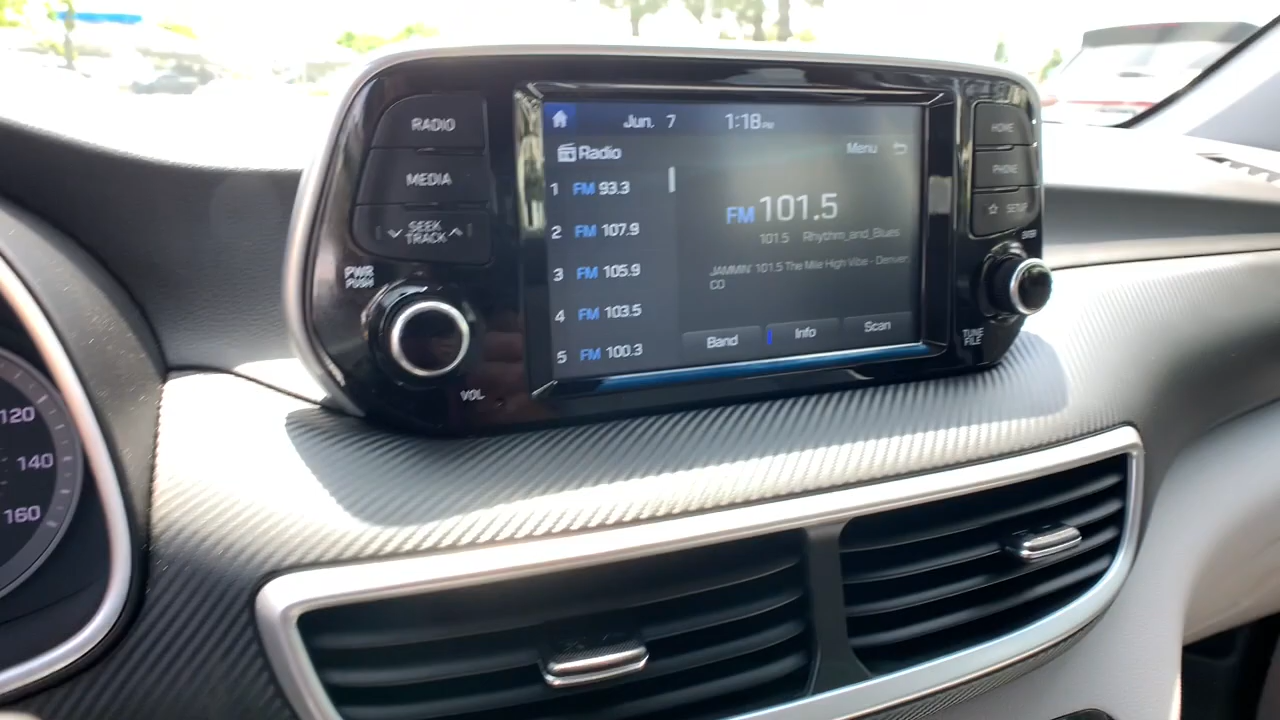 RADIO
MEDIA
SEEK
TRACK
PWR
PUSH
VOL
Jun. 7 1:18PM
Radio
Menu
1 FM 93.3
2 FM 107.9
3 FM 105.9
4 FM 103.5
5 FM 100.3
FM 101.5
101.5 Rhythm_and_Blues
JAMMIN' 101.5 The Mile High Vibe - Denver,
CO
Band
Info
Scan
HOME
PHONE
SETUP
TUNE
FILE
120
140
160